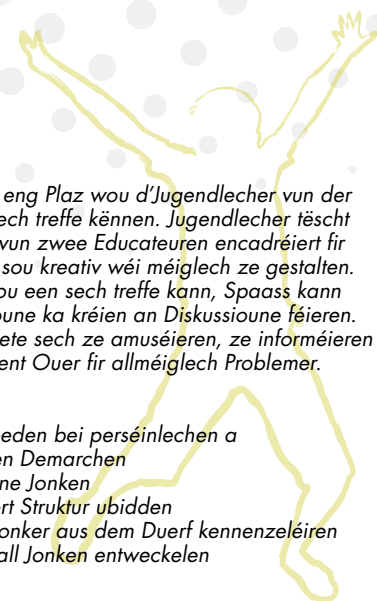 eng Plaz wou d'Jugendlecher vun der
ech treffe kënnen. Jugendlecher tëscht
vun zwee Educateuren encadréiert fir
sou kreativ wéi méiglech ze gestalten.
ou een sech treffe kann, Spaass kann
oune ka kréien an Diskussioune féieren.
ete sech ze amuséieren, ze informéieren
ent Ouer fir allméiglech Problemer.
eeden bei perséinlechen a
en Demarchen
ne Jonken
ert Struktur ubidden
onker aus dem Duerf kennenzeléiren
all Jonken entweckelen